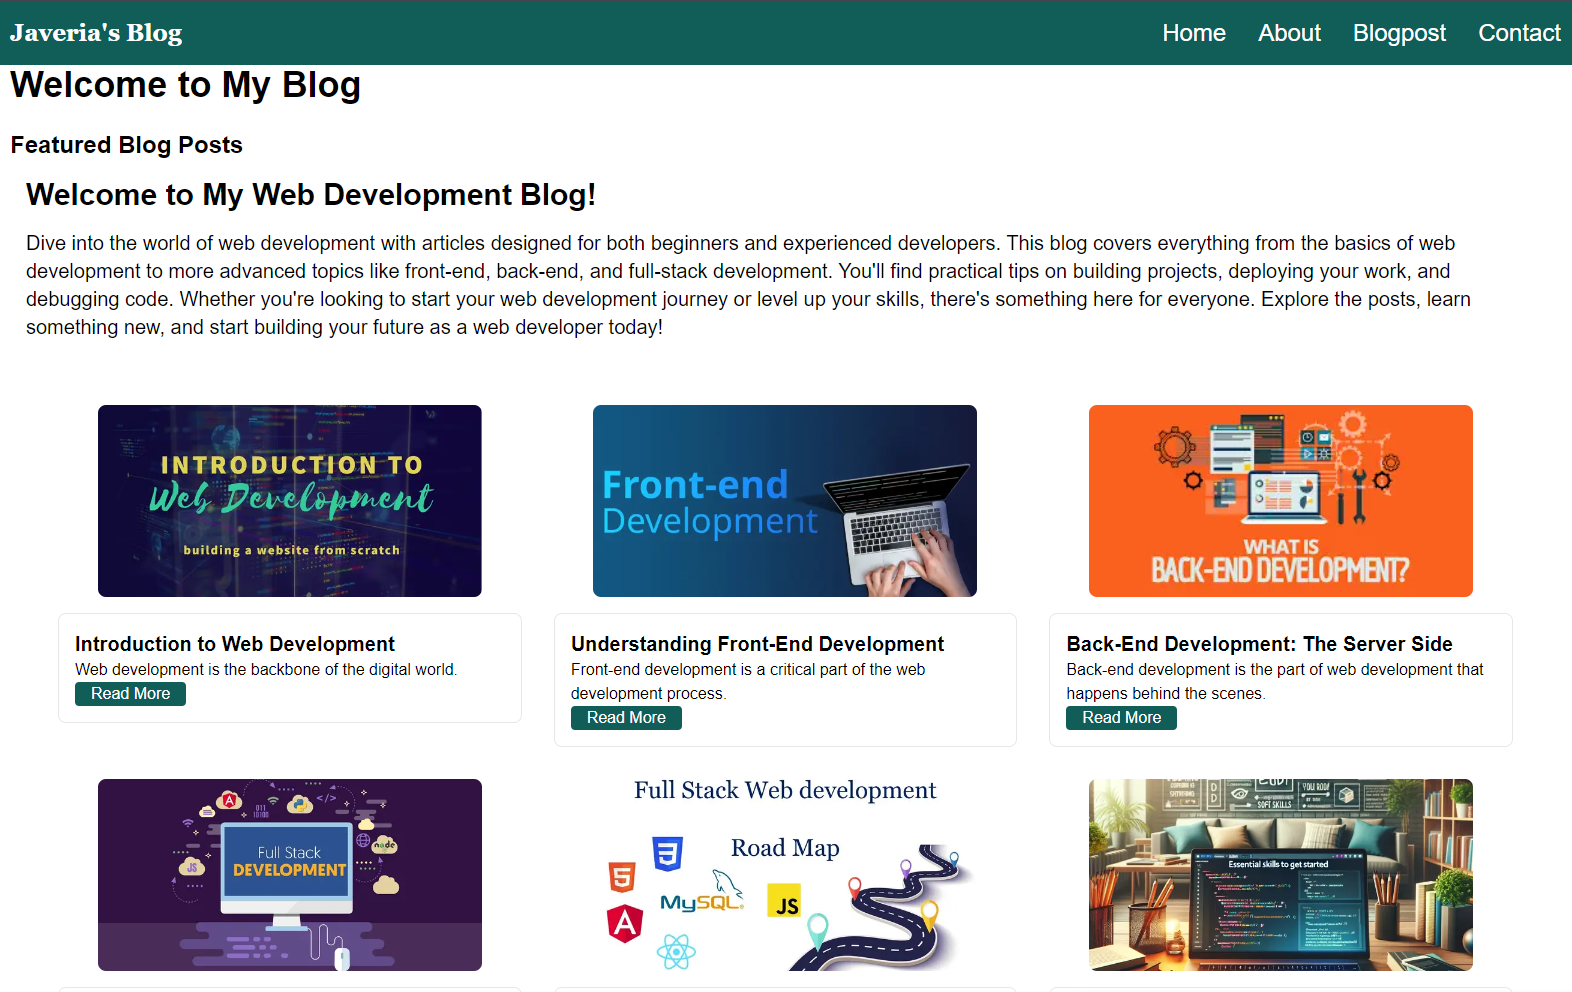 Javeria's Blog
Home
About
Blogpost
Contact
Welcome to My Blog
Featured Blog Posts
Welcome to My Web Development Blog!
Dive into the world of web development with articles designed for both beginners and experienced developers. This blog covers everything from the basics of web
development to more advanced topics like front-end, back-end, and full-stack development. You'll find practical tips on building projects, deploying your work, and
debugging code. Whether you're looking to start your web development journey or level up your skills, there's something here for everyone. Explore the posts, learn
something new, and start building your future as a web developer today!
INTRODUCTION TO
Web Development
building a website from scratch
Front-end
Development
WHAT IS
BACK-END DEVELOPMENT?
Introduction to Web Development
Web development is the backbone of the digital world.
Read More
Understanding Front-End Development
Front-end development is a critical part of the web
development process.
Read More
Back-End Development: The Server Side
Back-end development is the part of web development that
happens behind the scenes.
Read More
A
011
10100
</>
JS
node
Full Stack
DEVELOPMENT
Full Stack Web development
Road Map
3
5
MySQL
JS
A
YOU ROOF
SOFT SKILLS
Essential skills to get started